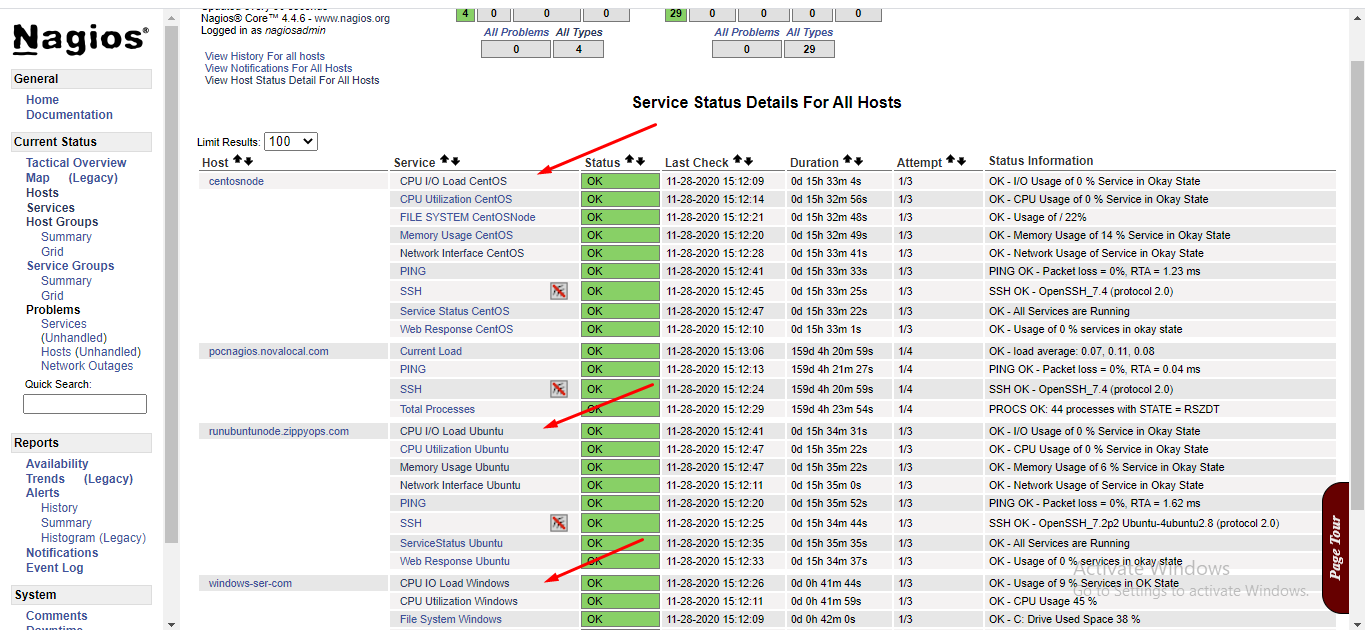 Nagios®
General
Home
Documentation
Current Status
Tactical Overview
Map (Legacy)
Hosts
Services
Host Groups
Summary
Grid
Service Groups
Summary
Grid
Problems
Services
(Unhandled)
Hosts (Unhandled)
Network Outages
Quick Search:
Reports
Availability
Trends (Legacy)
Alerts
History
Summary
Histogram (Legacy)
Notifications
Event Log
System
Comments
Downtime
Updated every 90 seconds
Nagios® Core™ 4.4.6 - www.nagios.org
Logged in as nagiosadmin
View History For all hosts
View Notifications For All Hosts
View Host Status Detail For All Hosts
4 0 0 0
All Problems All Types
0 4
29 0 0 0 0
All Problems All Types
0 29
Service Status Details For All Hosts
Limit Results: 100
Host Service Status Last Check Duration Attempt Status Information
centosnode CPU I/O Load CentOS OK 11-28-2020 15:12:09 0d 15h 33m 4s 1/3 OK - I/O Usage of 0 % Service in Okay State
CPU Utilization CentOS OK 11-28-2020 15:12:14 0d 15h 32m 56s 1/3 OK - CPU Usage of 0 % Service in Okay State
FILE SYSTEM CentOSNode OK 11-28-2020 15:12:21 0d 15h 32m 48s 1/3 OK - Usage of / 22%
Memory Usage CentOS OK 11-28-2020 15:12:20 0d 15h 32m 49s 1/3 OK - Memory Usage of 14 % Service in Okay State
Network Interface CentOS OK 11-28-2020 15:12:28 0d 15h 33m 41s 1/3 OK - Network Usage of Service in Okay State
PING OK 11-28-2020 15:12:41 0d 15h 33m 33s 1/3 PING OK - Packet loss = 0%, RTA = 1.23 ms
SSH OK 11-28-2020 15:12:45 0d 15h 33m 25s 1/3 SSH OK - OpenSSH_7.4 (protocol 2.0)
Service Status CentOS OK 11-28-2020 15:12:47 0d 15h 33m 22s 1/3 OK - All Services are Running
Web Response CentOS OK 11-28-2020 15:12:10 0d 15h 33m 1s 1/3 OK - Usage of 0 % services in okay state
pocnagios.novalocal.com Current Load OK 11-28-2020 15:13:06 159d 4h 20m 59s 1/4 OK - load average: 0.07, 0.11, 0.08
PING OK 11-28-2020 15:12:13 159d 4h 21m 27s 1/4 PING OK - Packet loss = 0%, RTA = 0.04 ms
SSH OK 11-28-2020 15:12:24 159d 4h 20m 59s 1/4 SSH OK - OpenSSH_7.4 (protocol 2.0)
Total Processes OK 11-28-2020 15:12:29 159d 4h 23m 54s 1/4 PROCS OK: 44 processes with STATE = RSZDT
runubuntunode.zippyops.com CPU I/O Load Ubuntu OK 11-28-2020 15:12:41 0d 15h 34m 31s 1/3 OK - I/O Usage of 0 % Service in Okay State
CPU Utilization Ubuntu OK 11-28-2020 15:12:47 0d 15h 35m 22s 1/3 OK - CPU Usage of 0 % Service in Okay State
Memory Usage Ubuntu OK 11-28-2020 15:12:47 0d 15h 35m 22s 1/3 OK - Memory Usage of 6 % Service in Okay State
Network Interface Ubuntu OK 11-28-2020 15:12:11 0d 15h 35m 0s 1/3 OK - Network Usage of Service in Okay State
PING OK 11-28-2020 15:12:20 0d 15h 35m 52s 1/3 PING OK - Packet loss = 0%, RTA = 1.62 ms
SSH OK 11-28-2020 15:12:25 0d 15h 34m 44s 1/3 SSH OK - OpenSSH_7.2p2 Ubuntu-4ubuntu2.8 (protocol 2.0)
ServiceStatus Ubuntu OK 11-28-2020 15:12:35 0d 15h 35m 35s 1/3 OK - All Services are Running
Web Response Ubuntu OK 11-28-2020 15:12:33 0d 15h 34m 37s 1/3 OK - Usage of 0 % services in okay state
windows-ser-com CPU IO Load Windows OK 11-28-2020 15:12:26 0d 0h 41m 44s 1/3 OK - Usage of 9 % Services in OK State
CPU Utilization Windows OK 11-28-2020 15:12:11 0d 0h 41m 59s 1/3 OK - CPU Usage 45 %
File System Windows OK 11-28-2020 15:12:09 0d 0h 42m 0s 1/3 OK - C: Drive Used Space 38 %
Activate Windows
Go to Settings to activate Windows.
Page Tour